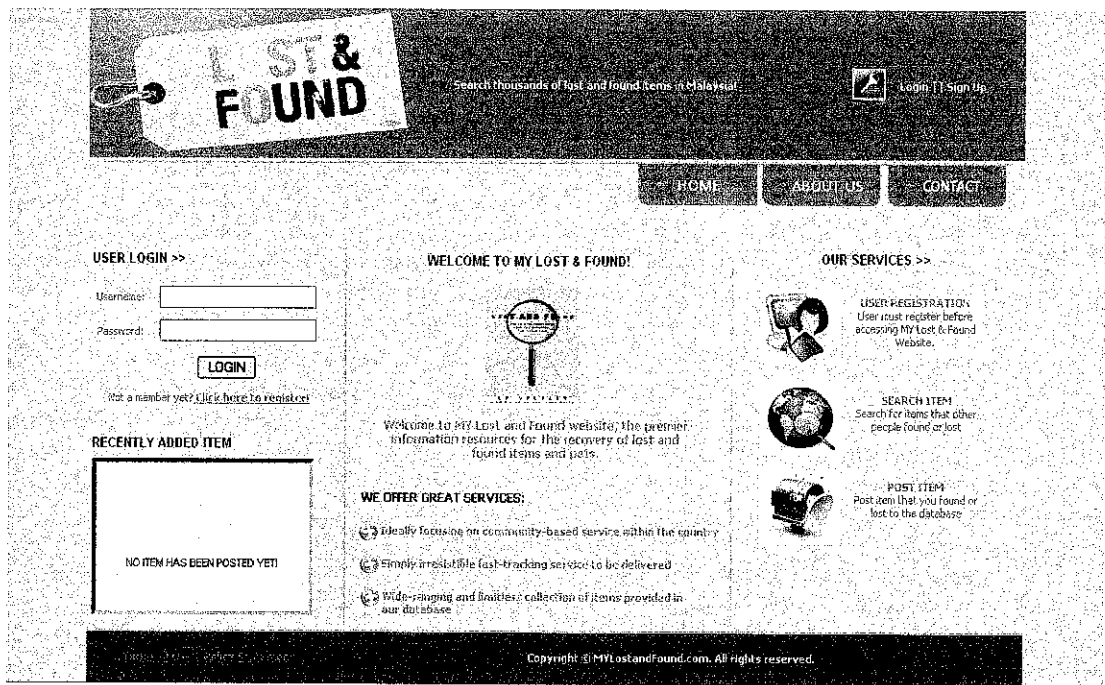 LOST &
FOUND
Search thousands of lost and found items in Malaysia!
Login | | Sign Up
HOME
ABOUT US
CONTACT
USER LOGIN >>
Username:
Password:
LOGIN
Not a member yet? Click here to register!
RECENTLY ADDED ITEM
NO ITEM HAS BEEN POSTED YET!
WELCOME TO MY LOST & FOUND!
LOST AND FOUND
Welcome to MY Lost and Found website, the premier
information resources for the recovery of lost and
found items and pets.
WE OFFER GREAT SERVICES:
Ideally focusing on community-based service within the country
Simply irresistible fast-tracking service to be delivered
Wide-ranging and limitless collection of items provided in
our database
OUR SERVICES >>
USER REGISTRATION
User must register before
accessing MY Lost & Found
Website.
SEARCH ITEM
Search for items that other
people found or lost
POST ITEM
Post item that you found or
lost to the database
Copyright © MYLostandFound.com. All rights reserved.